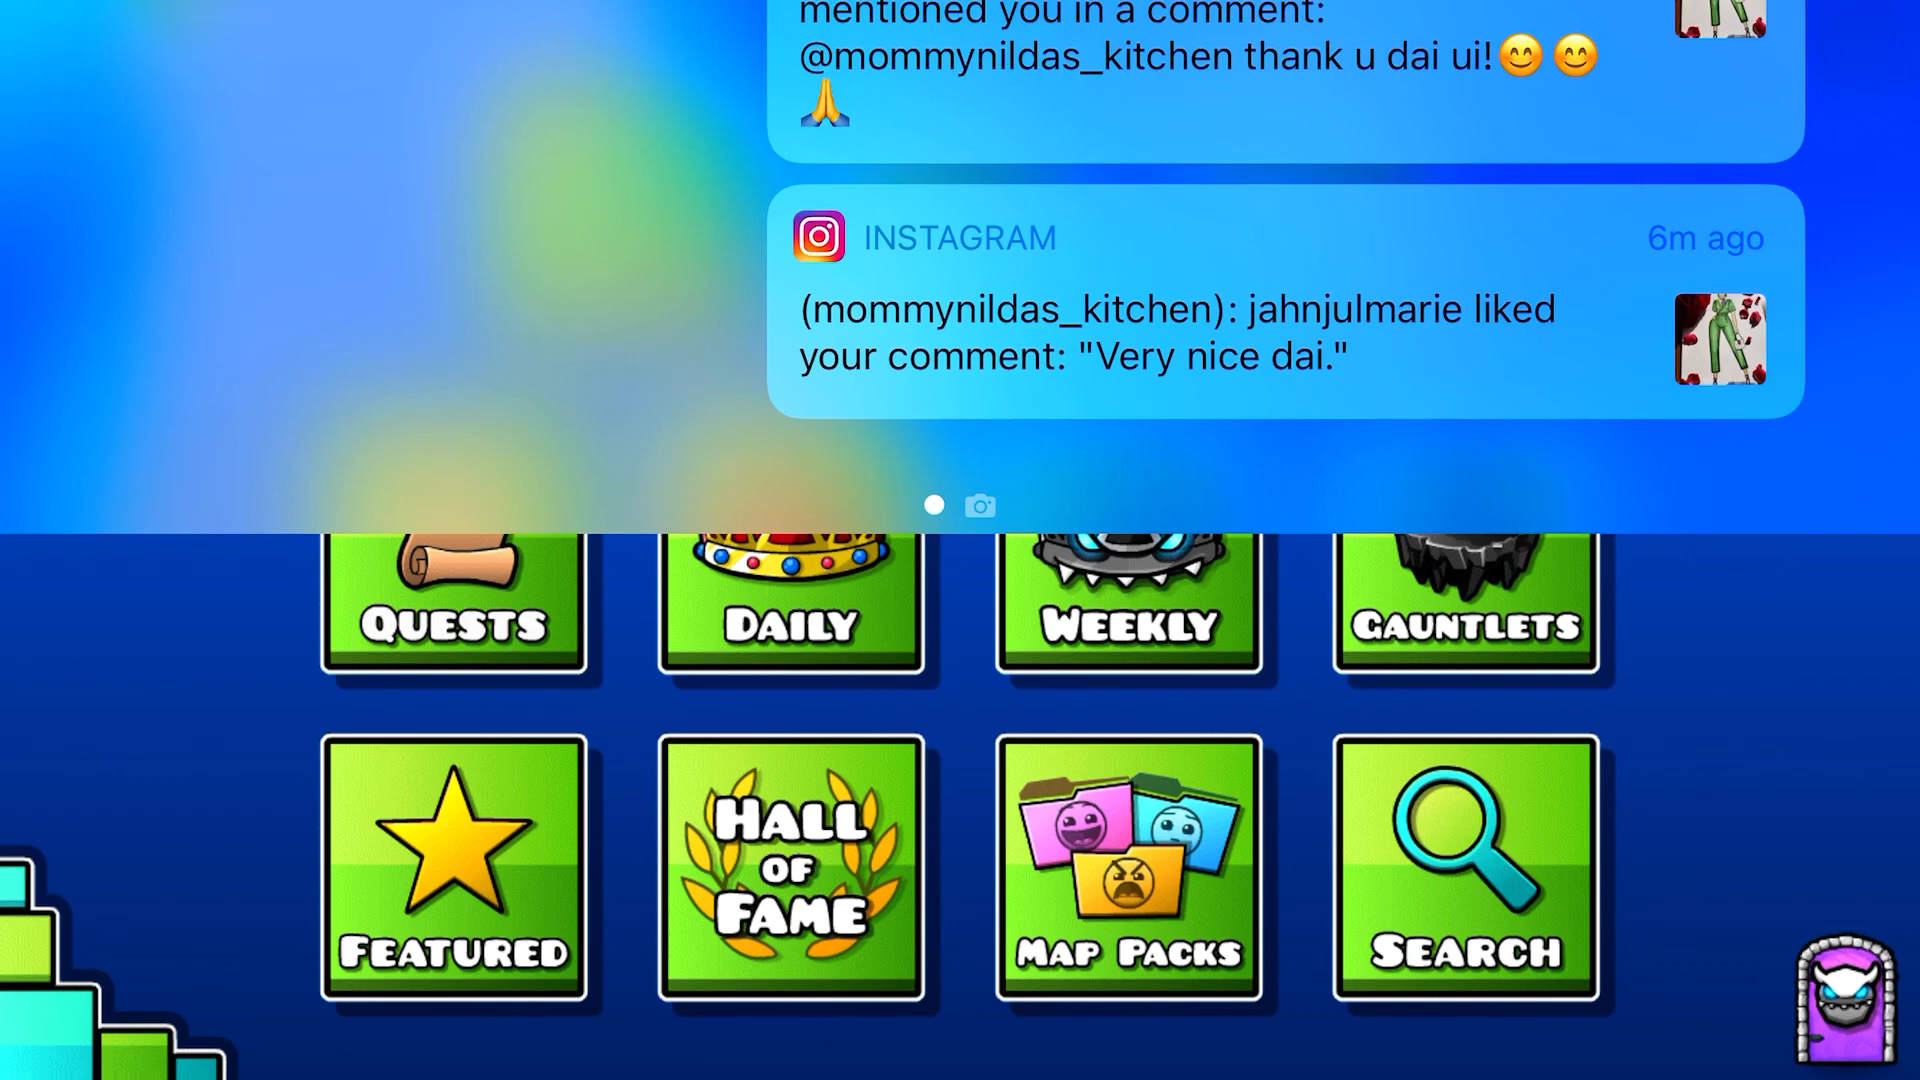 mentioned you in a comment:
@mommynildas_kitchen thank u dai ui!😊😊
🙏
INSTAGRAM 6m ago
(mommynildas_kitchen): jahnjulmarie liked
your comment: "Very nice dai."
QUESTS DAILY WEEKLY GAUNTLETS
HALL
OF
FAME
FEATURED MAP PACKS SEARCH